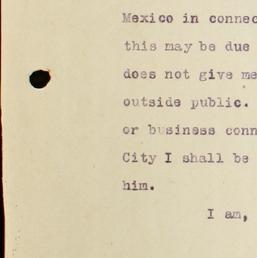 Mexico in connec
this may be due
does not give me
outside public.
or business conn
City I shall be
him.
I am,